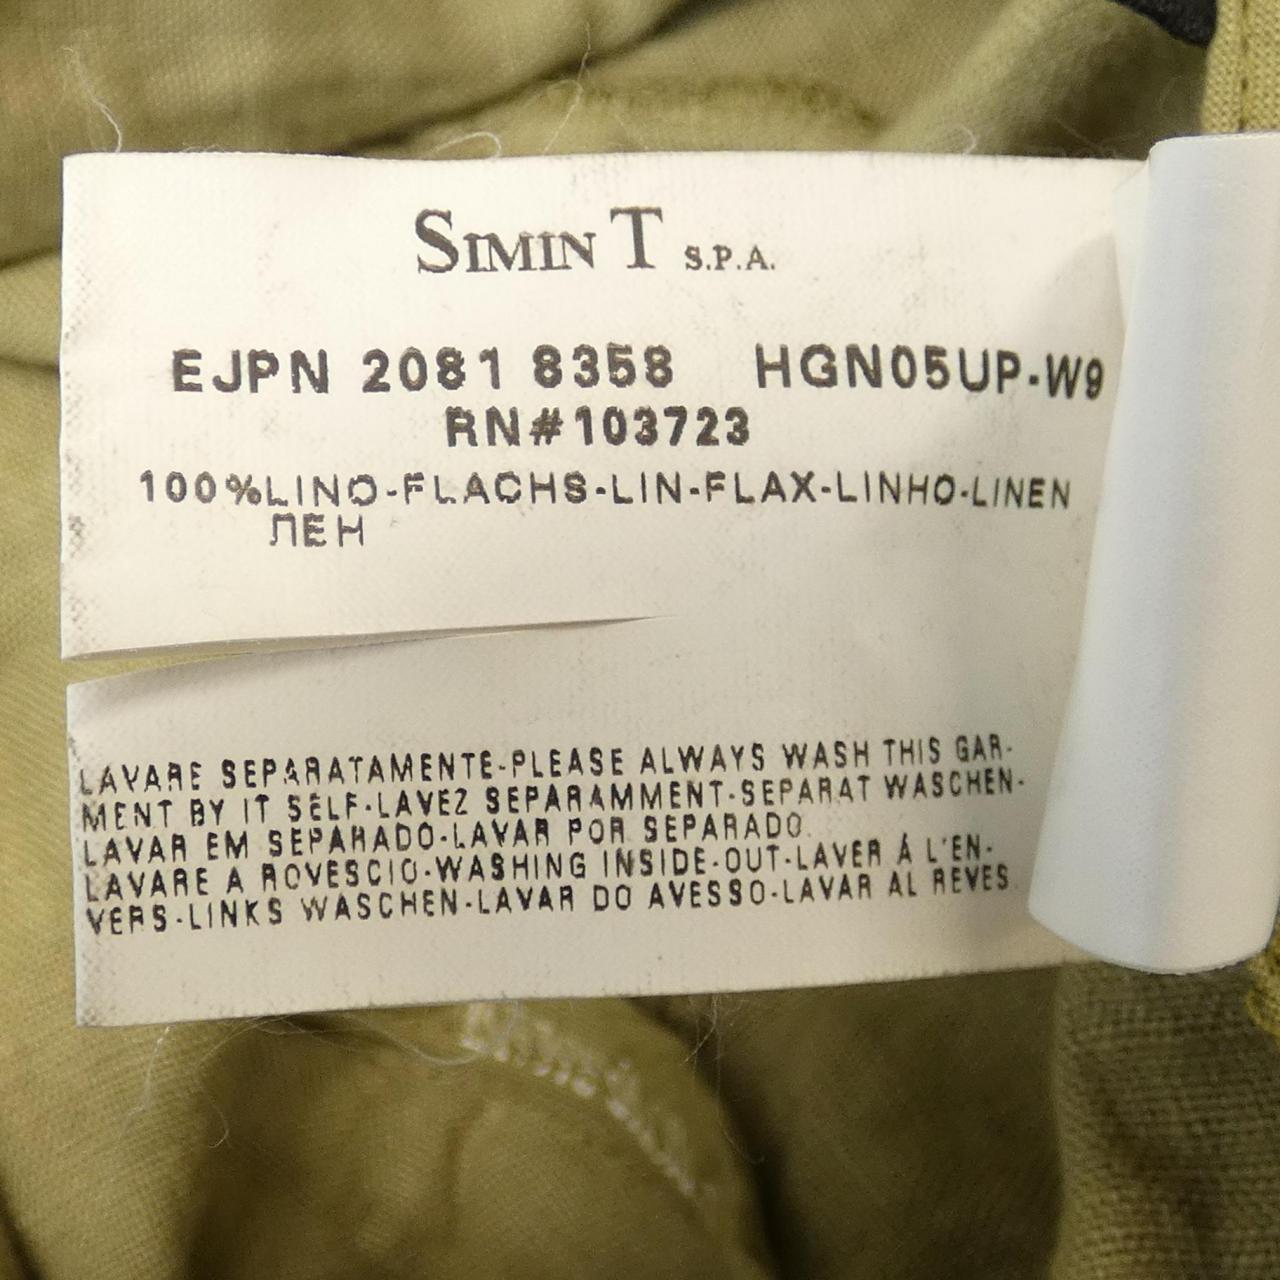 SIMIN T S.P.A.
EJPN 2081 8358 HGN05UP-W9
RN#103723
100%LINO-FLACHS-LIN-FLAX-LINHO-LINEN
ЛЕН
LAVARE SEPARATAMENTE-PLEASE ALWAYS WASH THIS GAR-
MENT BY IT SELF-LAVEZ SEPARAMMENT-SEPARAT WASCHEN-
LAVAR EM SEPARADO-LAVAR POR SEPARADO.
LAVARE A ROVESCIO-WASHING INSIDE-OUT-LAVER Á L'EN-
VERS-LINKS WASCHEN-LAVAR DO AVESSO-LAVAR AL REVES